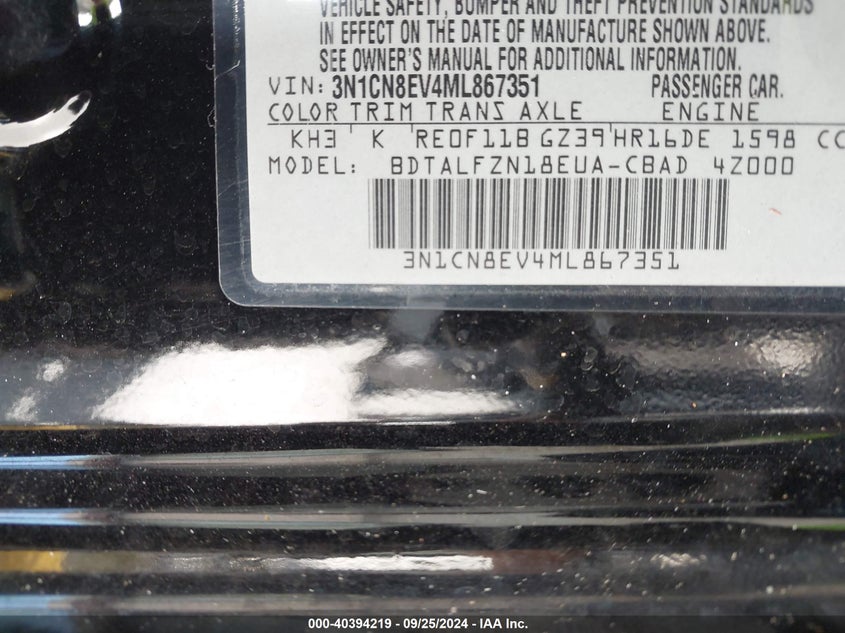 VEHICLE SAFETY, BUMPER AND THEFT PREVENTION STANDARDS
IN EFFECT ON THE DATE OF MANUFACTURE SHOWN ABOVE.
SEE OWNER'S MANUAL FOR ADDITIONAL INFORMATION.
VIN: 3N1CN8EV4ML867351 PASSENGER CAR.
COLOR TRIM TRANS AXLE ENGINE
KH3 K RE0F11B GZ39 HR16DE 1598 CC
MODEL: BDTALFZN18EUA-CBAD 4Z000
3N1CN8EV4ML867351
000-40394219 - 09/25/2024 - IAA Inc.